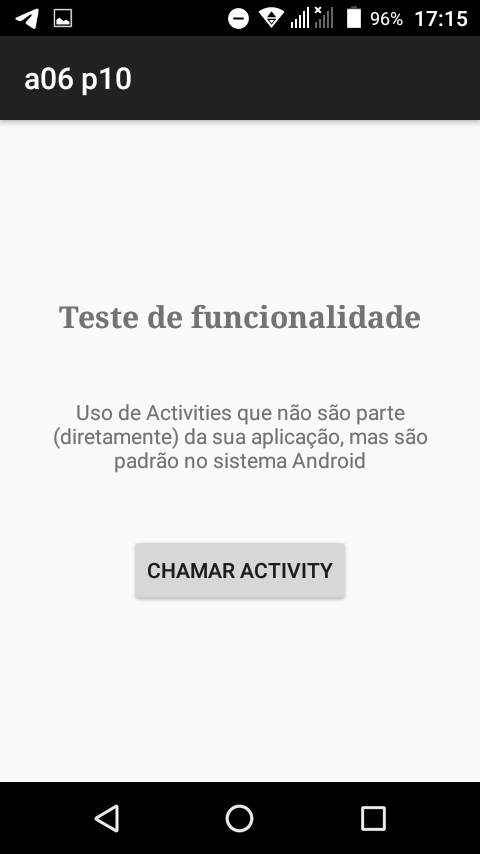 96% 17:15
a06 p10
Teste de funcionalidade
Uso de Activities que não são parte
(diretamente) da sua aplicação, mas são
padrão no sistema Android
CHAMAR ACTIVITY